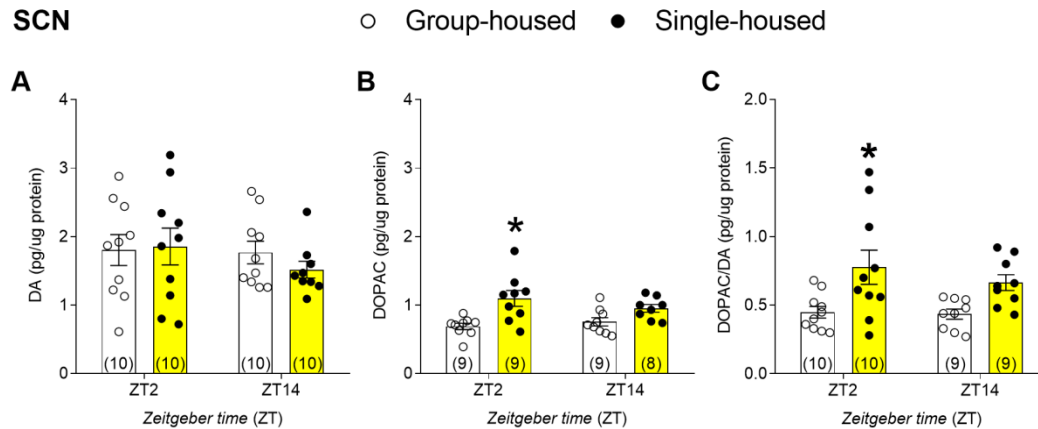 SCN
Group-housed
Single-housed
A
DA (pg/ug protein)
4
3
2
1
0
(10)
(10)
(10)
(10)
ZT2
ZT14
Zeitgeber time (ZT)
B
DOPAC (pg/ug protein)
4
3
2
1
0
*
(9)
(9)
(9)
(8)
ZT2
ZT14
Zeitgeber time (ZT)
C
DOPAC/DA (pg/ug protein)
2.0
1.5
1.0
0.5
0.0
*
(10)
(10)
(9)
(9)
ZT2
ZT14
Zeitgeber time (ZT)